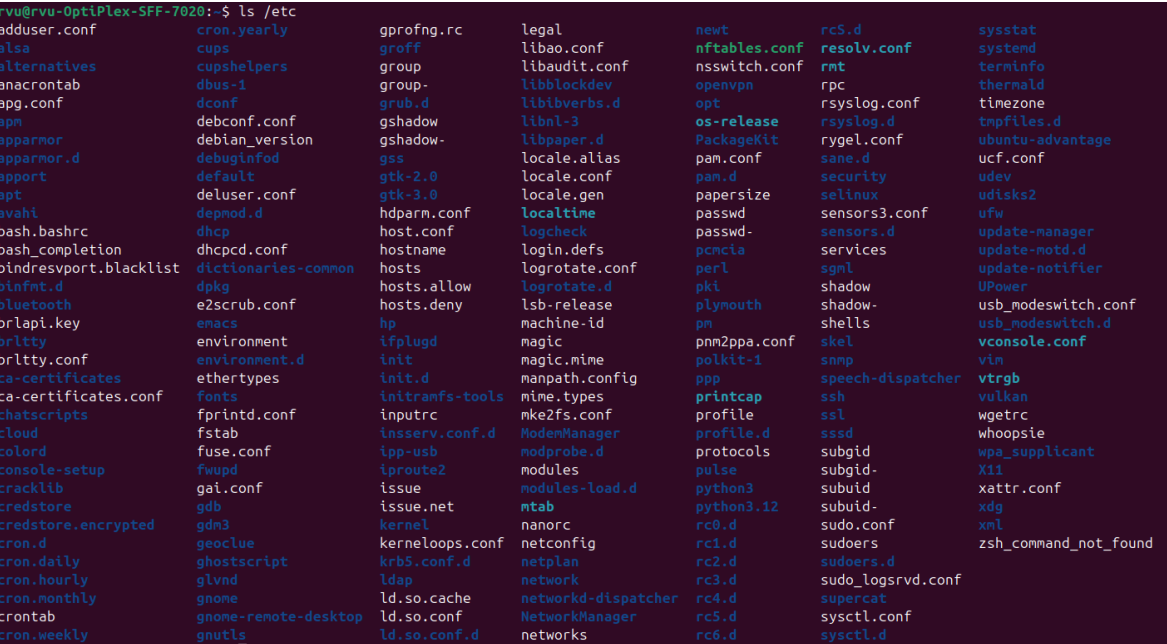 rvu@rvu-OptiPlex-SFF-7020:~$ ls /etc
adduser.conf cron.yearly gprofng.rc legal newt rcS.d sysstat
alsa cups groff libao.conf nftables.conf resolv.conf systemd
alternatives cupshelpers group libaudit.conf nsswitch.conf rmt terminfo
anacrontab dbus-1 group- libblockdev openvpn rpc thermald
apg.conf dconf grub.d libibverbs.d opt rsyslog.conf timezone
apm debconf.conf gshadow libnl-3 os-release rsyslog.d tmpfiles.d
apparmor debian_version gshadow- libpaper.d PackageKit rygel.conf ubuntu-advantage
apparmor.d debuginfod gss locale.alias pam.conf sane.d ucf.conf
apport default gtk-2.0 locale.conf pam.d security udev
apt deluser.conf gtk-3.0 locale.gen papersize selinux udisks2
avahi depmod.d hdparm.conf localtime passwd sensors3.conf ufw
bash.bashrc dhcp host.conf logcheck passwd- sensors.d update-manager
bash_completion dhcpcd.conf hostname login.defs pcmcia services update-motd.d
bindresvport.blacklist dictionaries-common hosts logrotate.conf perl sgml update-notifier
binfmt.d dpkg hosts.allow logrotate.d pki shadow UPower
bluetooth e2scrub.conf hosts.deny lsb-release plymouth shadow- usb_modeswitch.conf
brlapi.key emacs hp machine-id pm shells usb_modeswitch.d
brltty environment ifplugd magic pnm2ppa.conf skel vconsole.conf
brltty.conf environment.d init magic.mime polkit-1 snmp vim
ca-certificates ethertypes init.d manpath.config ppp speech-dispatcher vtrgb
ca-certificates.conf fonts initramfs-tools mime.types printcap ssh vulkan
chatscripts fprintd.conf inputrc mke2fs.conf profile ssl wgetrc
cloud fstab insserv.conf.d ModemManager profile.d sssd whoopsie
colord fuse.conf ipp-usb modprobe.d protocols subgid wpa_supplicant
console-setup fwupd iproute2 modules pulse subgid- X11
cracklib gai.conf issue modules-load.d python3 subuid xattr.conf
credstore gdb issue.net mtab python3.12 subuid- xdg
credstore.encrypted gdm3 kernel nanorc rc0.d sudo.conf xml
cron.d geoclue kerneloops.conf netconfig rc1.d sudoers zsh_command_not_found
cron.daily ghostscript krb5.conf.d netplan rc2.d sudoers.d
cron.hourly glvnd ldap network rc3.d sudo_logsrvd.conf
cron.monthly gnome ld.so.cache networkd-dispatcher rc4.d supercat
crontab gnome-remote-desktop ld.so.conf NetworkManager rc5.d sysctl.conf
cron.weekly gnutls ld.so.conf.d networks rc6.d sysctl.d